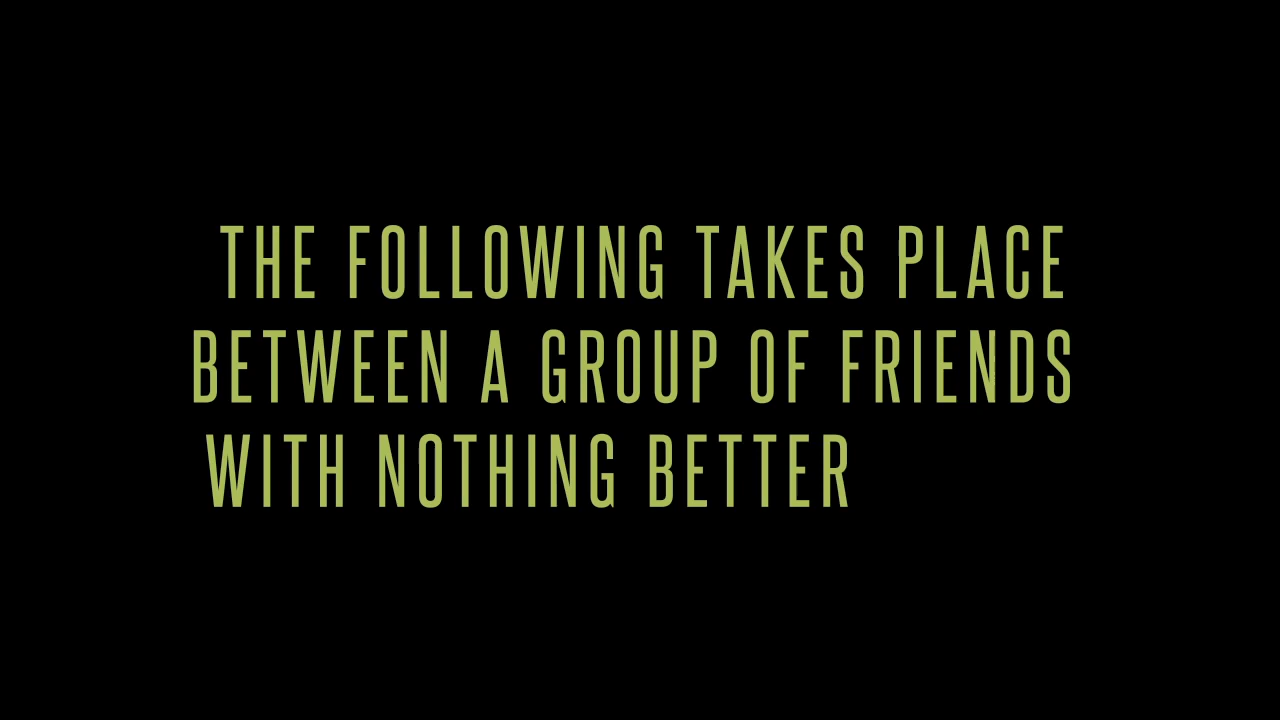 THE FOLLOWING TAKES PLACE
BETWEEN A GROUP OF FRIENDS
WITH NOTHING BETTER